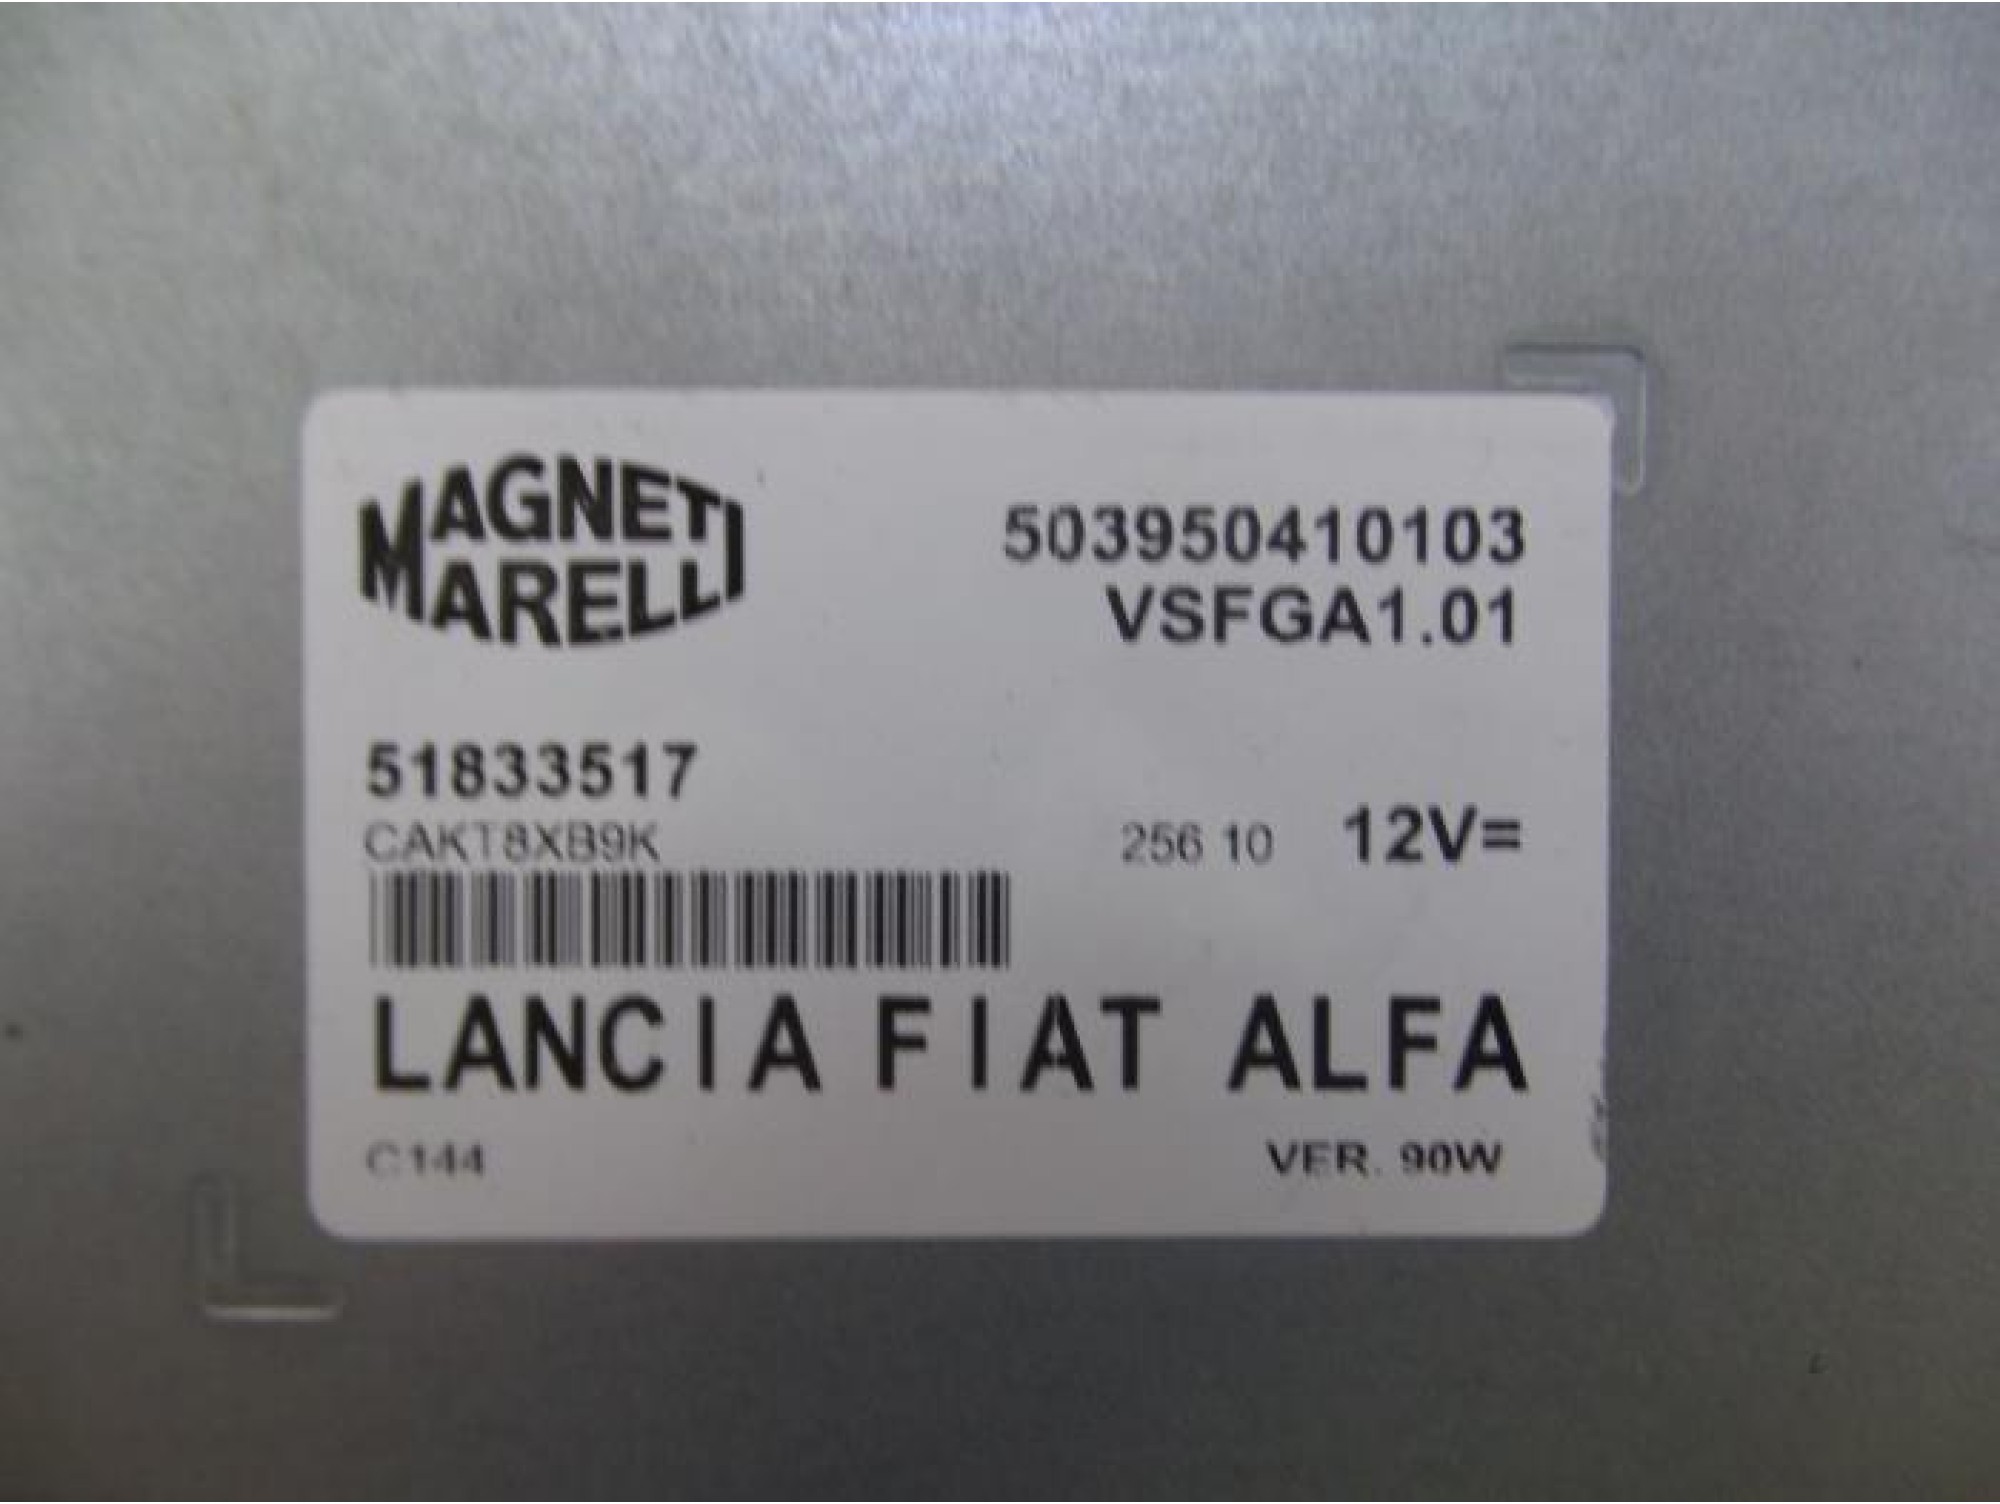 MAGNETI
MARELLI
503950410103
VSFGA1.01
51833517
CAKT8XB9K
256 10 12V=
LANCIA FIAT ALFA
C144 VER. 90W